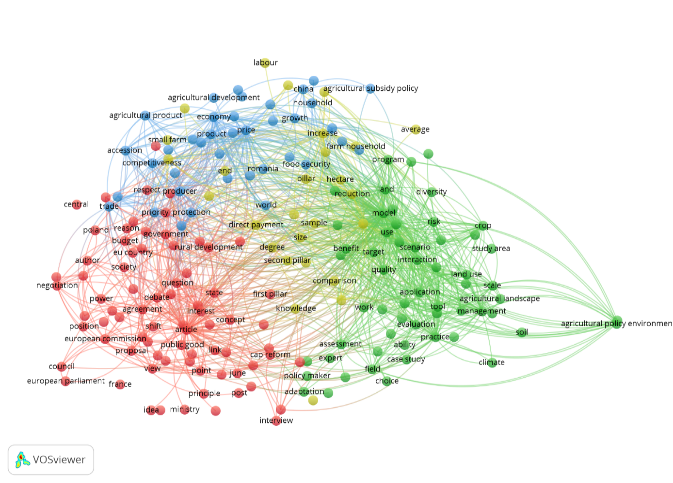 labour
china
agricultural subsidy policy
agricultural development
household
agricultural product
economy
growth
average
product
price
increase
small farm
farm household
accession
competitiveness
food security
program
end
romania
pillar
hectare
and
respect
producer
reduction
diversity
central
trade
world
priority
protection
model
reason
direct payment
sample
risk
crop
poland
government
use
budget
size
rural development
degree
benefit
target
scenario
study area
eu country
author
second pillar
interaction
society
quality
land use
negotiation
question
comparison
scale
state
first pillar
application
power
debate
agricultural landscape
agreement
interest
knowledge
work
tool
management
position
shift
concept
evaluation
agricultural policy environmen
article
soil
european commission
practice
public good
assessment
ability
proposal
link
cap reform
expert
case study
climate
council
view
point
june
policy maker
field
european parliament
france
choice
principle
post
adaptation
idea
ministry
interview
VOSviewer